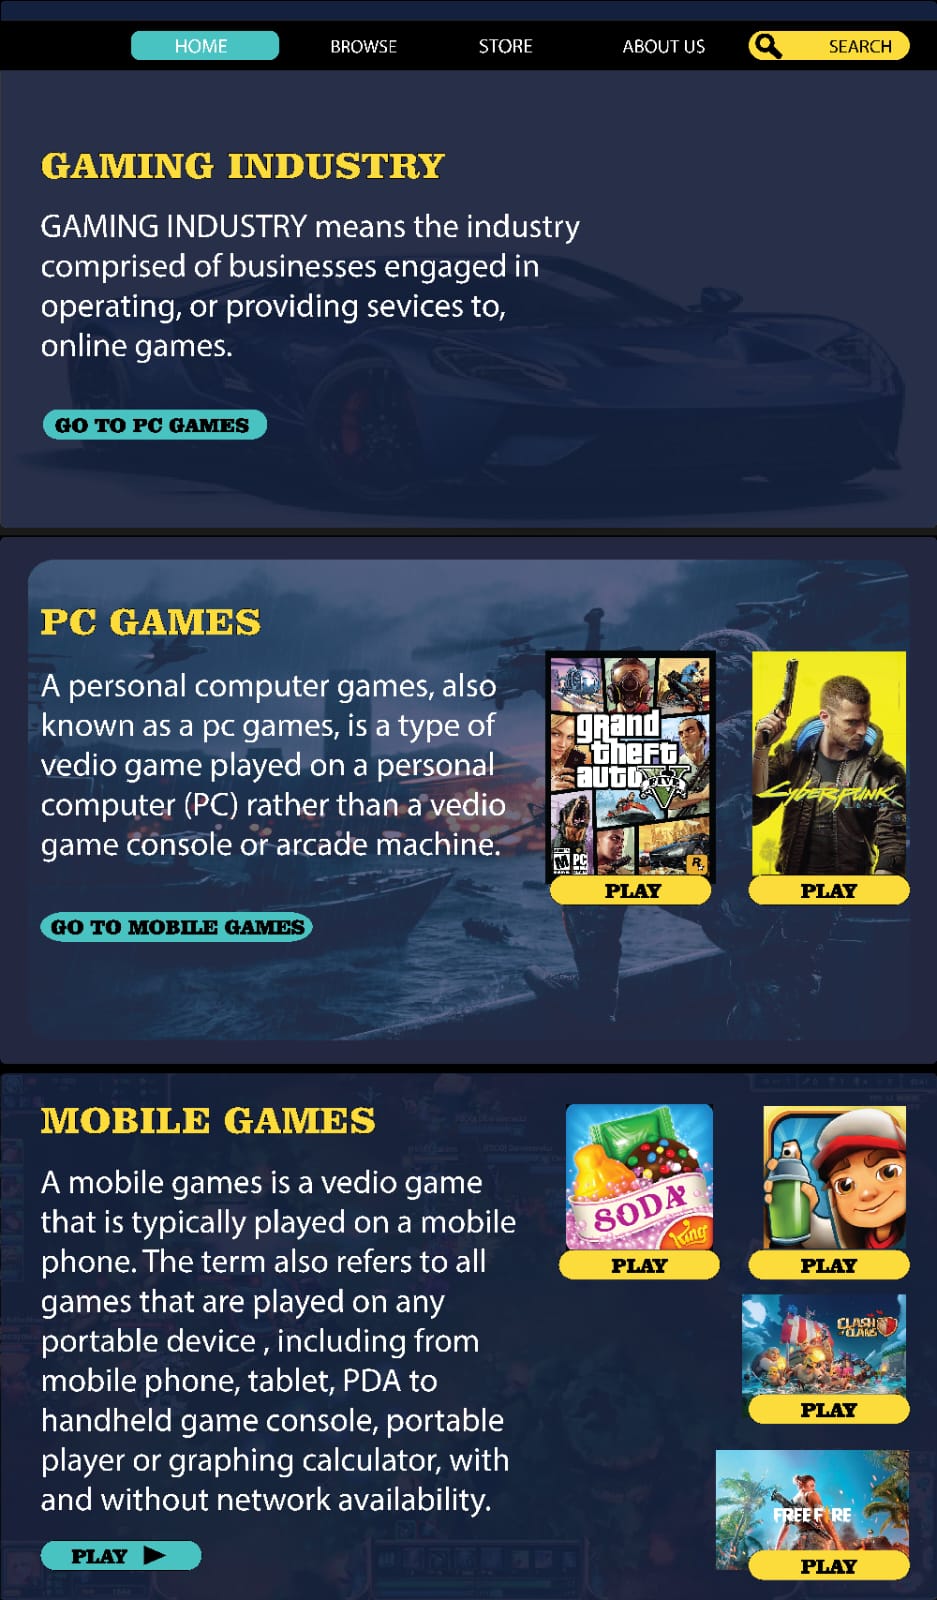 HOME BROWSE STORE ABOUT US SEARCH
GAMING INDUSTRY
GAMING INDUSTRY means the industry
comprised of businesses engaged in
operating, or providing sevices to,
online games.
GO TO PC GAMES
PC GAMES
A personal computer games, also
known as a pc games, is a type of
vedio game played on a personal
computer (PC) rather than a vedio
game console or arcade machine.
GO TO MOBILE GAMES
grand
theft
auto
FIVE
M PC
R
PLAY
CYBERPUNK
PLAY
MOBILE GAMES
A mobile games is a vedio game
that is typically played on a mobile
phone. The term also refers to all
games that are played on any
portable device , including from
mobile phone, tablet, PDA to
handheld game console, portable
player or graphing calculator, with
and without network availability.
PLAY
SODA
King
PLAY
PLAY
CLASH
OF CLANS
PLAY
FREE FIRE
PLAY